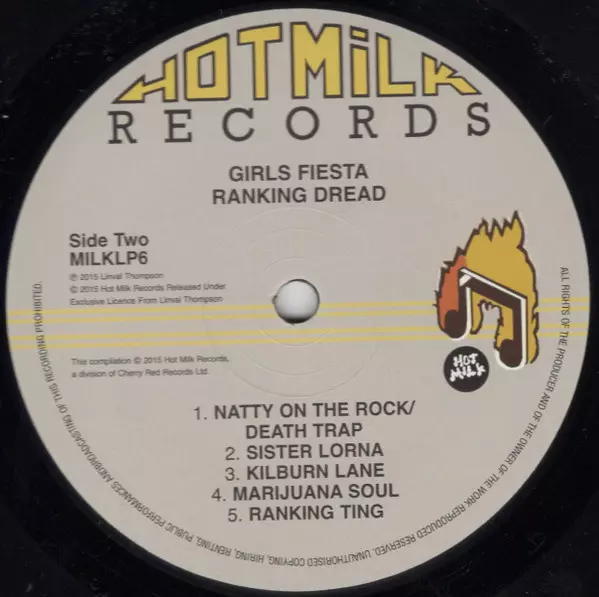 HOT MiLK
RECORDS
GIRLS FIESTA
RANKING DREAD
Side Two
MILKLP6
℗ 2015 Linval Thompson
© 2015 Hot Milk Records Released Under
Exclusive Licence From Linval Thompson
This compilation © 2015 Hot Milk Records,
a division of Cherry Red Records Ltd.
HOT
MiLK
1. NATTY ON THE ROCK/
DEATH TRAP
2. SISTER LORNA
3. KILBURN LANE
4. MARIJUANA SOUL
5. RANKING TING
ALL RIGHTS OF THE PRODUCER AND OF THE OWNER OF THE WORK REPRODUCED RESERVED. UNAUTHORISED COPYING, HIRING, RENTING, PUBLIC PERFORMANCES AND BROADCASTING OF THIS RECORDING PROHIBITED.